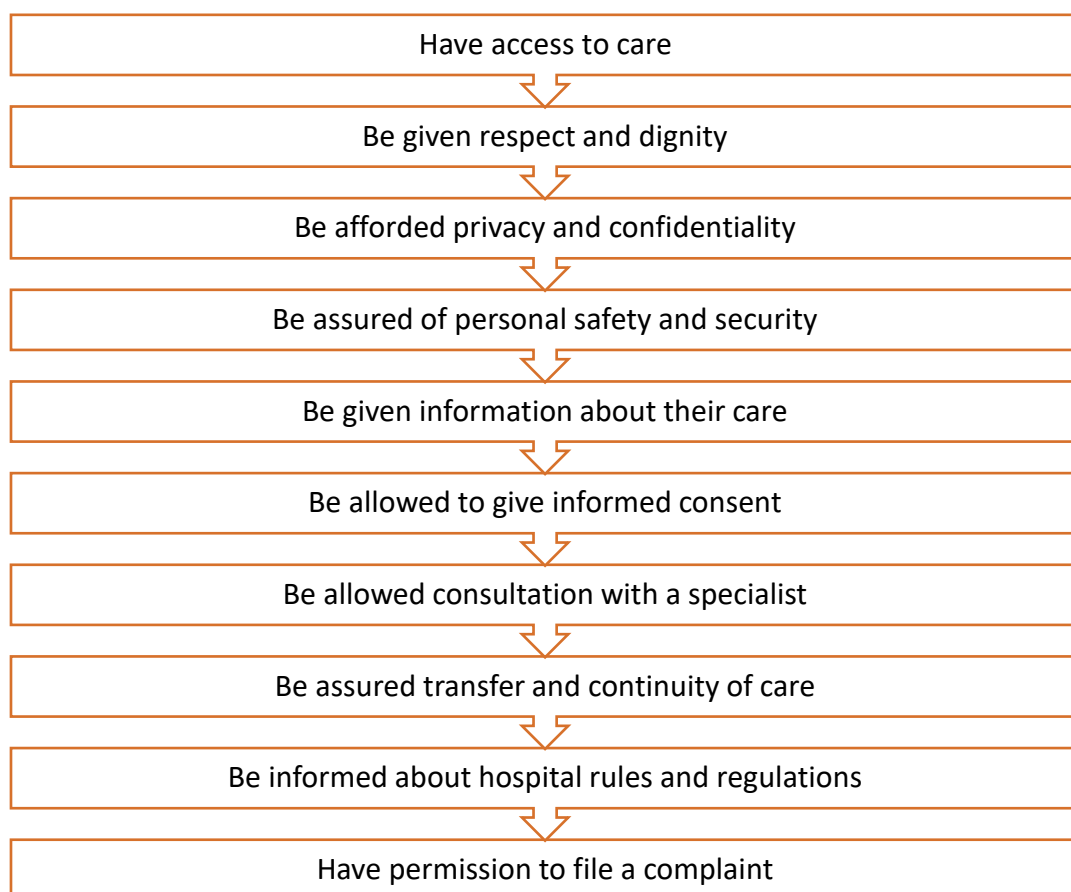 Have access to care
Be given respect and dignity
Be afforded privacy and confidentiality
Be assured of personal safety and security
Be given information about their care
Be allowed to give informed consent
Be allowed consultation with a specialist
Be assured transfer and continuity of care
Be informed about hospital rules and regulations
Have permission to file a complaint